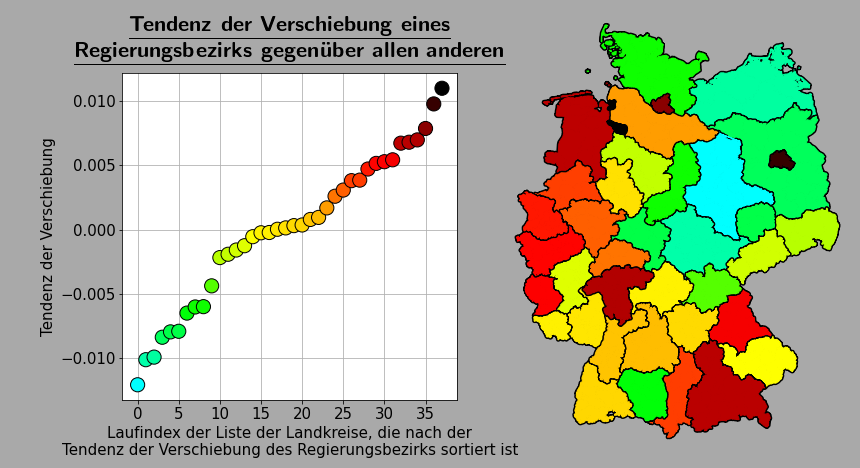 Tendenz der Verschiebung eines
Regierungsbezirks gegenüber allen anderen
Tendenz der Verschiebung
0.010
0.005
0.000
−0.005
−0.010
0 5 10 15 20 25 30 35
Laufindex der Liste der Landkreise, die nach der
Tendenz der Verschiebung des Regierungsbezirks sortiert ist